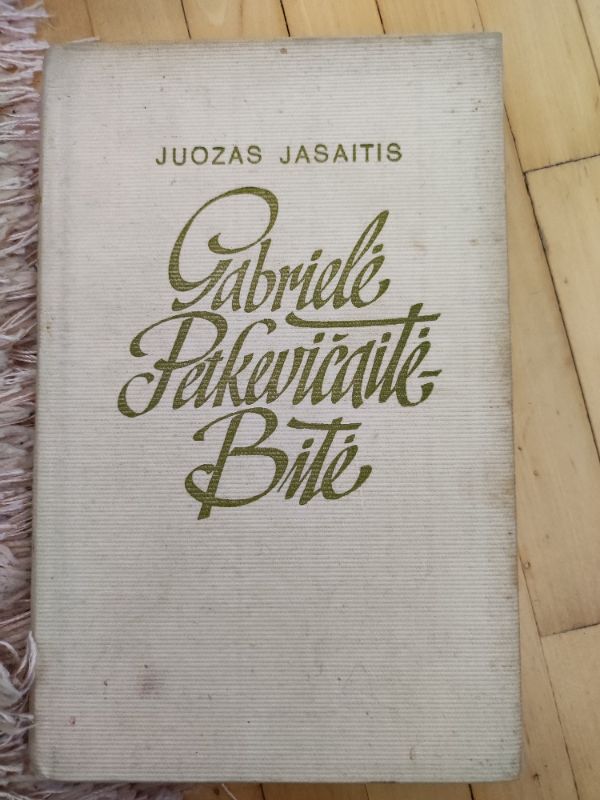 JUOZAS JASAITIS
Gabrielė
Petkevičaitė-
Bitė